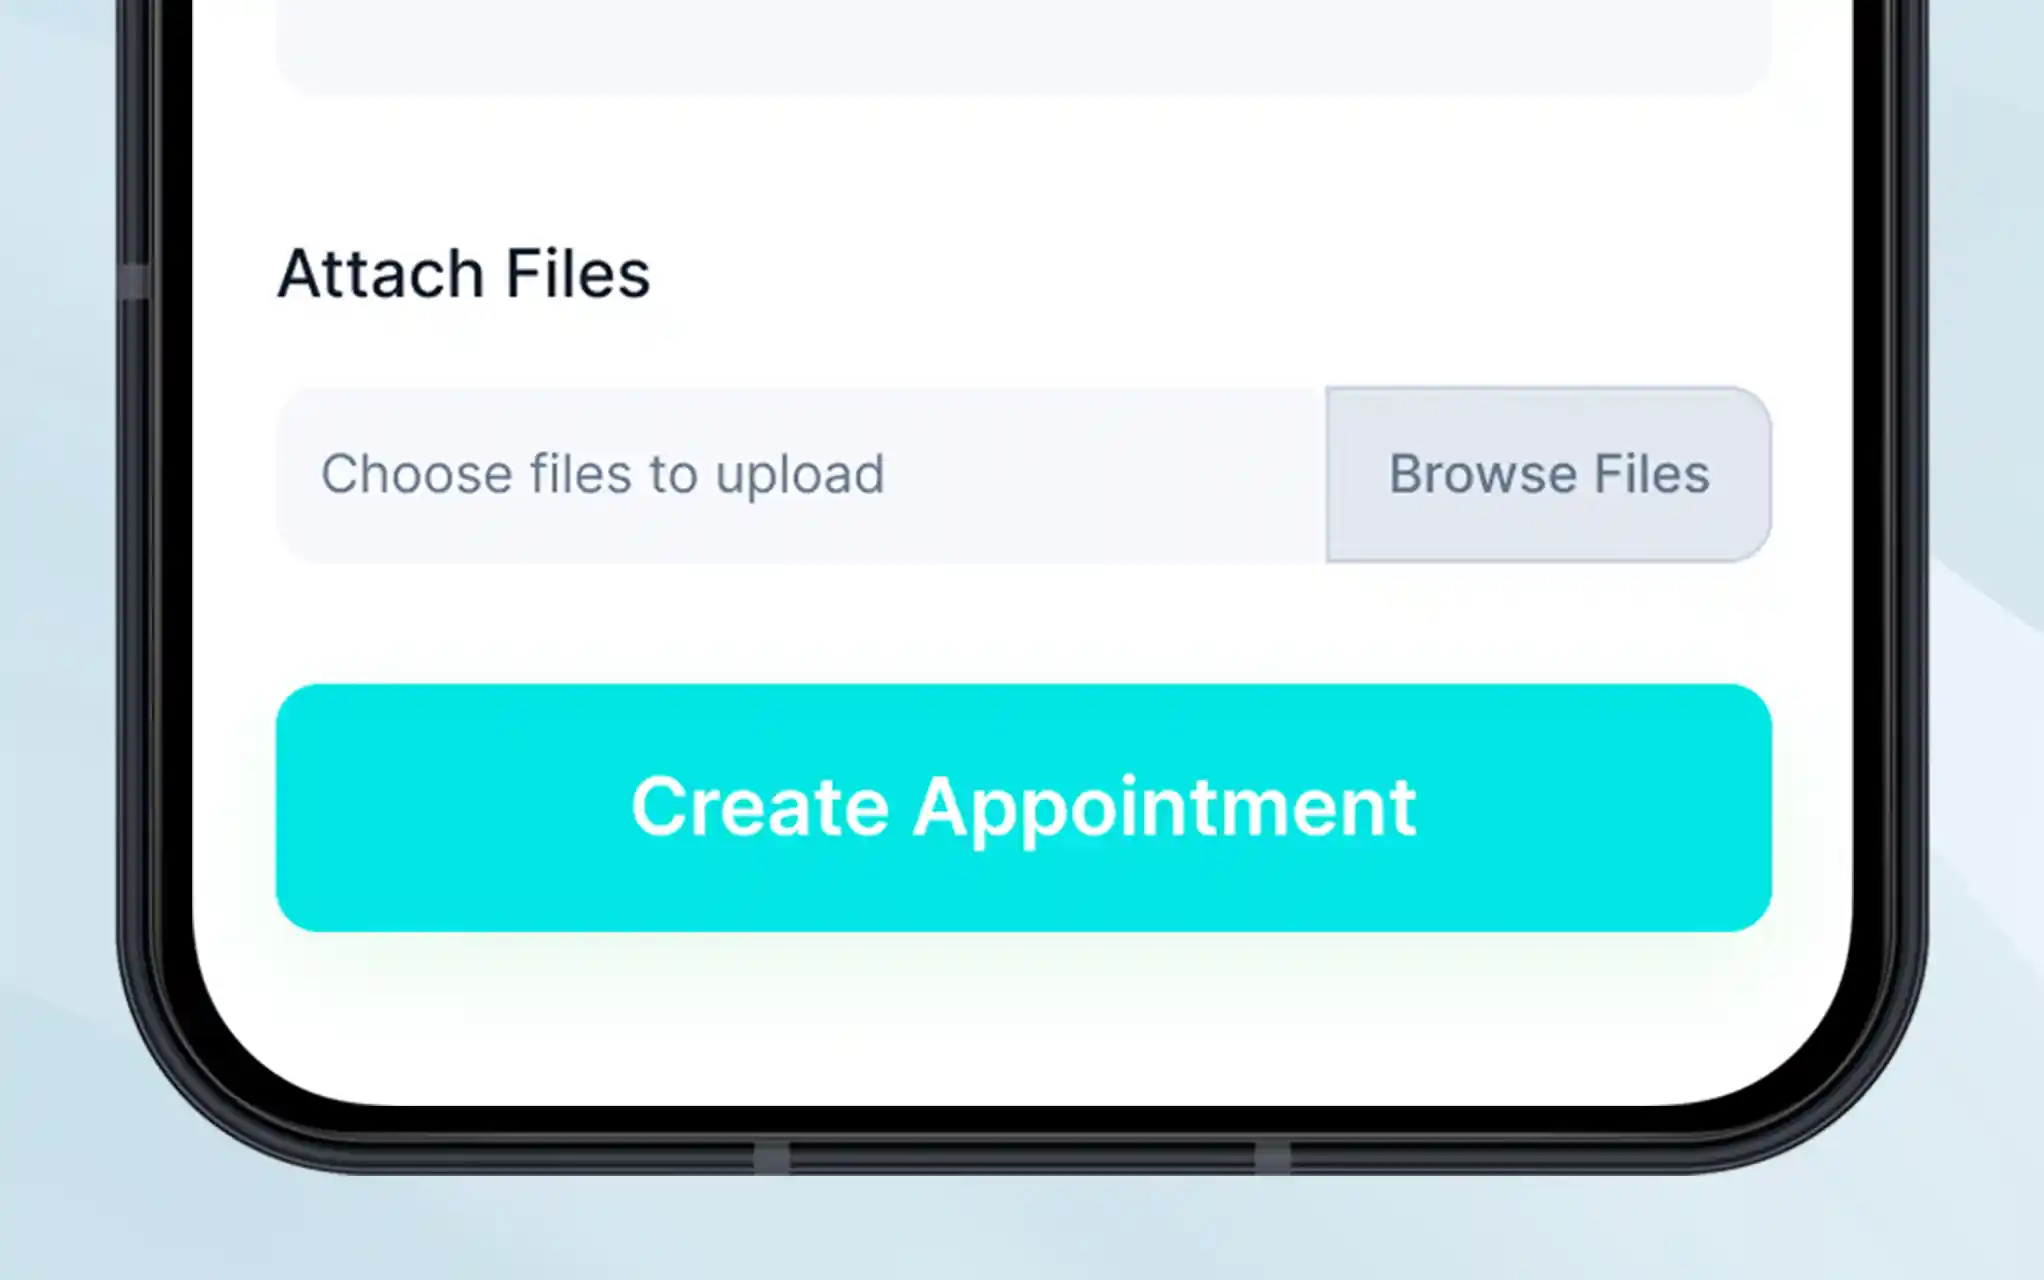 Attach Files
Choose files to upload
Browse Files
Create Appointment